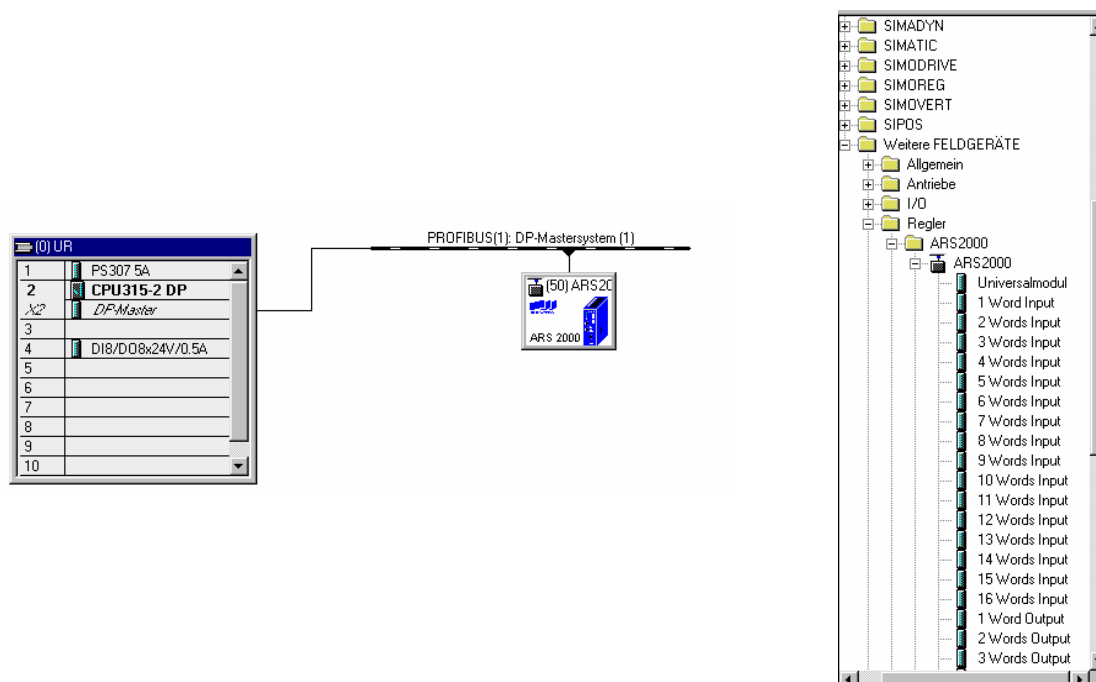 (0) UR
1 PS307 5A
2 CPU315-2 DP
X2 DP-Master
3
4 DI8/DO8x24V/0.5A
5
6
7
8
9
10
PROFIBUS(1): DP-Mastersystem (1)
(50) ARS20
ARS 2000
SIMADYN
SIMATIC
SIMODRIVE
SIMOREG
SIMOVERT
SIPOS
Weitere FELDGERÄTE
Allgemein
Antriebe
I/O
Regler
ARS2000
ARS2000
Universalmodul
1 Word Input
2 Words Input
3 Words Input
4 Words Input
5 Words Input
6 Words Input
7 Words Input
8 Words Input
9 Words Input
10 Words Input
11 Words Input
12 Words Input
13 Words Input
14 Words Input
15 Words Input
16 Words Input
1 Word Output
2 Words Output
3 Words Output